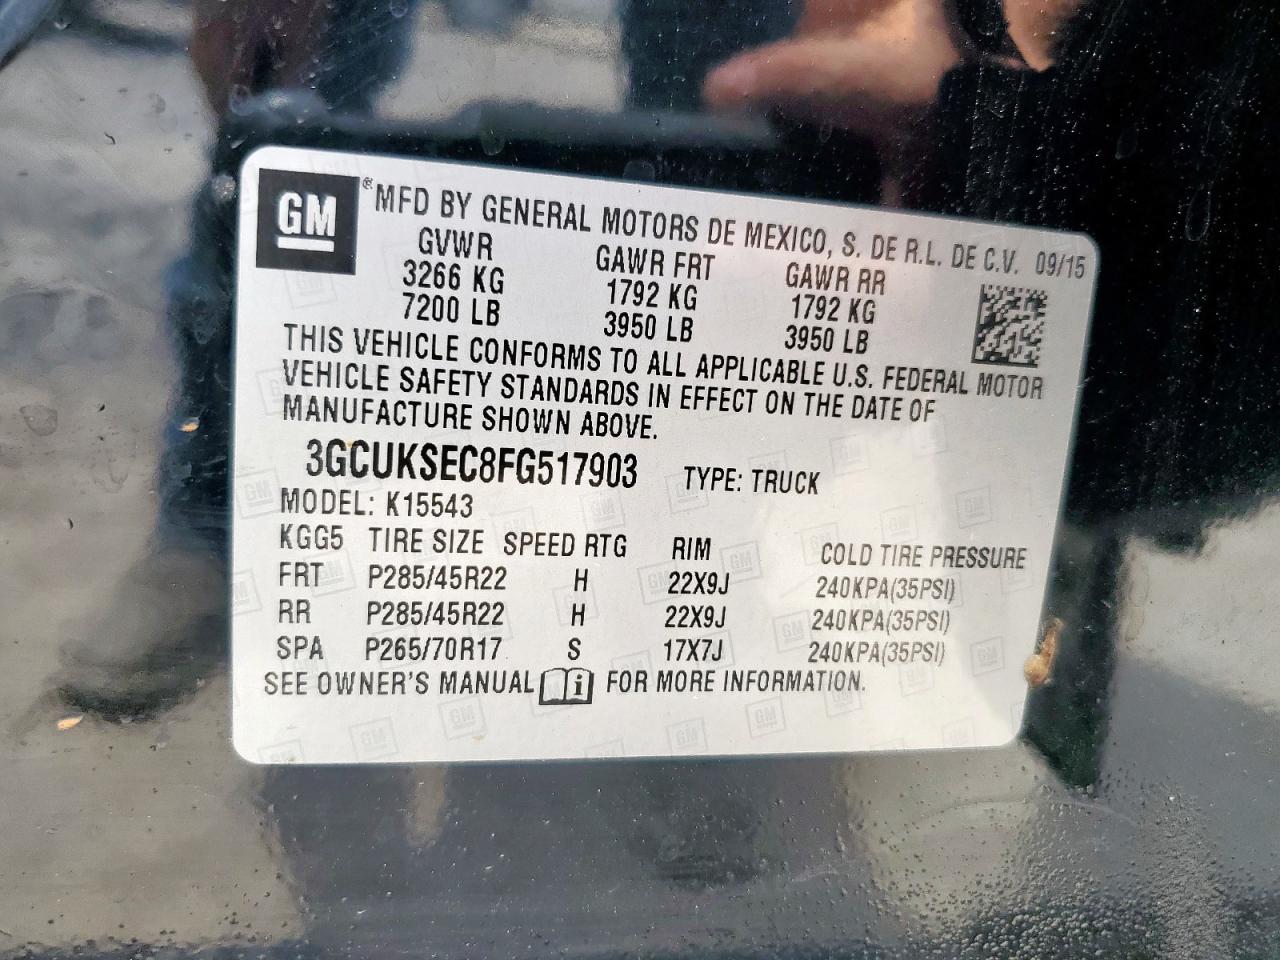 GM ® MFD BY GENERAL MOTORS DE MEXICO, S. DE R.L. DE C.V. 09/15
GVWR GAWR FRT GAWR RR
3266 KG 1792 KG 1792 KG
7200 LB 3950 LB 3950 LB
THIS VEHICLE CONFORMS TO ALL APPLICABLE U.S. FEDERAL MOTOR
VEHICLE SAFETY STANDARDS IN EFFECT ON THE DATE OF
MANUFACTURE SHOWN ABOVE.
3GCUKSEC8FG517903 TYPE: TRUCK
MODEL: K15543
KGG5 TIRE SIZE SPEED RTG RIM COLD TIRE PRESSURE
FRT P285/45R22 H 22X9J 240KPA(35PSI)
RR P285/45R22 H 22X9J 240KPA(35PSI)
SPA P265/70R17 S 17X7J 240KPA(35PSI)
SEE OWNER'S MANUAL i FOR MORE INFORMATION.